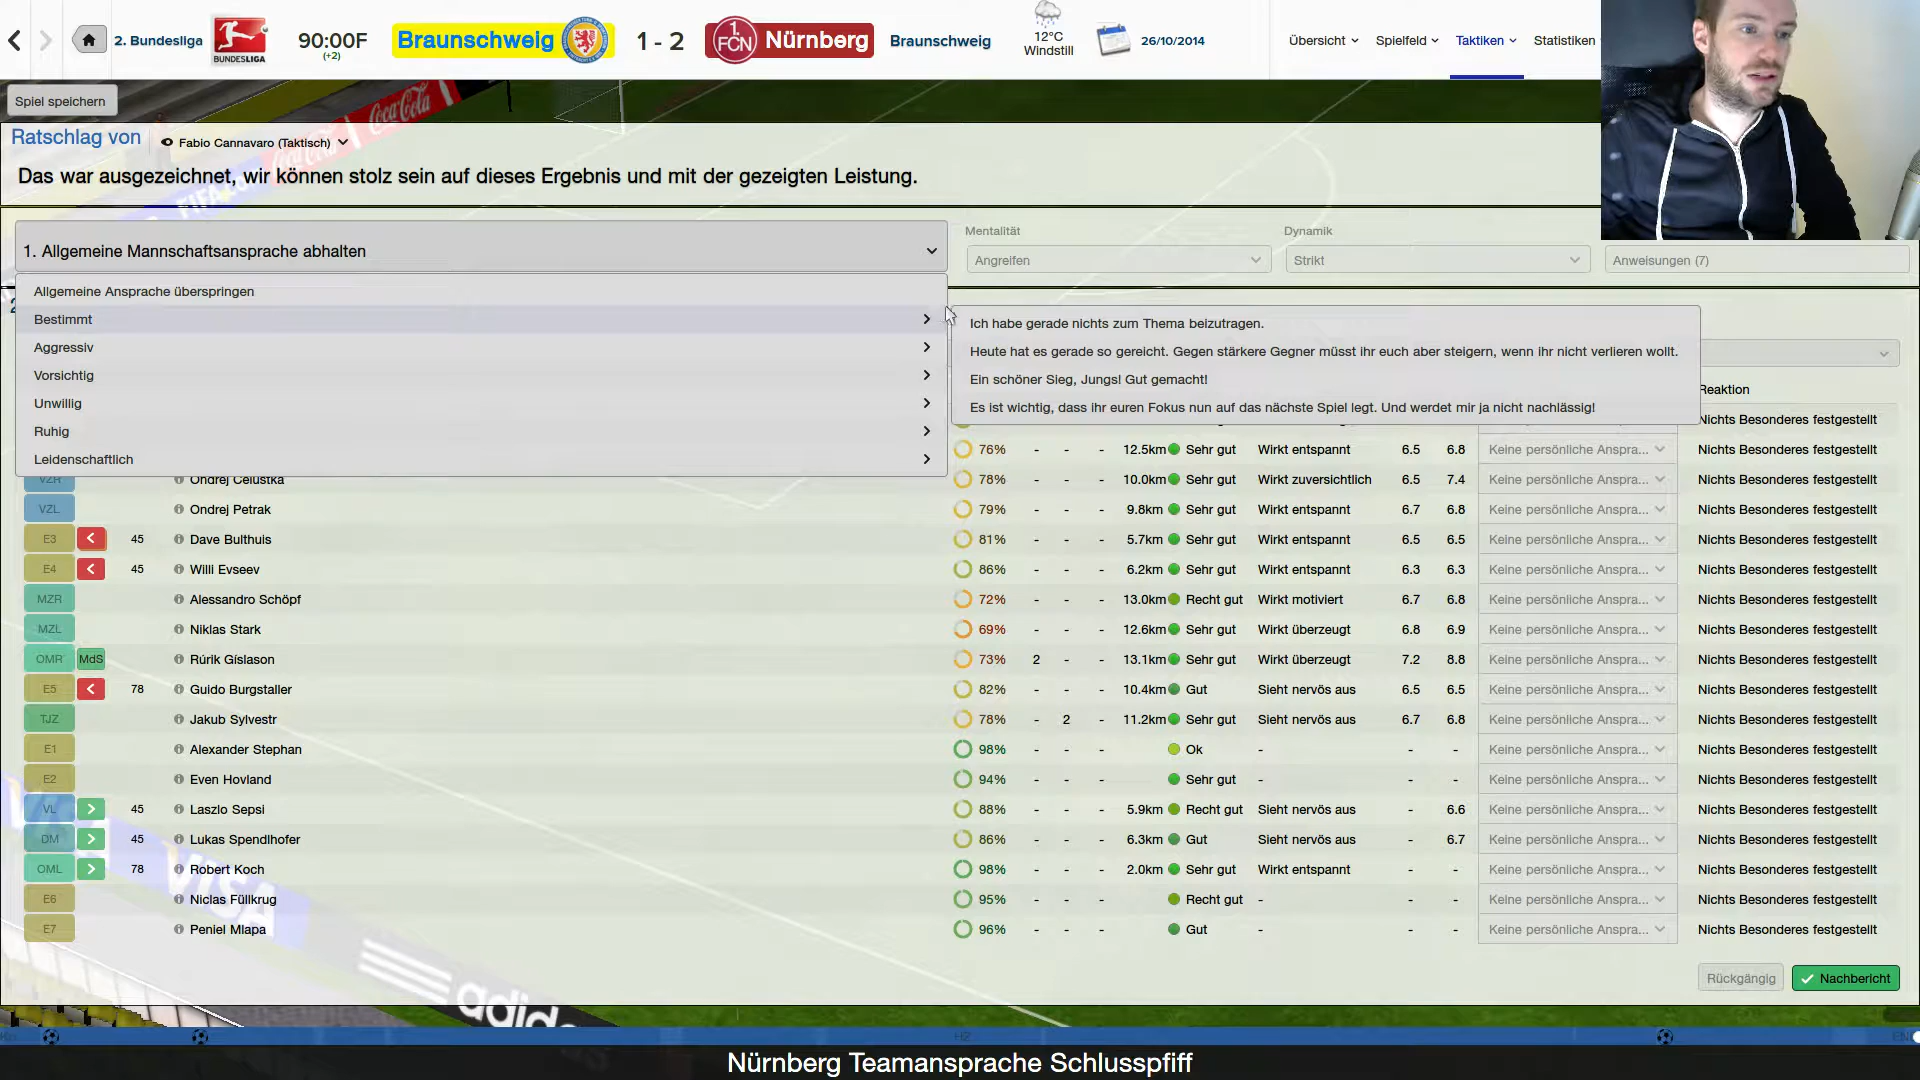 2. Bundesliga
BUNDESLIGA
90:00F
(+2)
Braunschweig
1 - 2
1
FCN
Nürnberg
Braunschweig
12°C
Windstill
26/10/2014
Übersicht
Spielfeld
Taktiken
Statistiken
Spiel speichern
Coca-Cola
Ratschlag von
Fabio Cannavaro (Taktisch)
Das war ausgezeichnet, wir können stolz sein auf dieses Ergebnis und mit der gezeigten Leistung.
1. Allgemeine Mannschaftsansprache abhalten
Mentalität
Angreifen
Dynamik
Strikt
Anweisungen (7)
Allgemeine Ansprache überspringen
Bestimmt
Aggressiv
Vorsichtig
Unwillig
Ruhig
Leidenschaftlich
Ich habe gerade nichts zum Thema beizutragen.
Heute hat es gerade so gereicht. Gegen stärkere Gegner müsst ihr euch aber steigern, wenn ihr nicht verlieren wollt.
Ein schöner Sieg, Jungs! Gut gemacht!
Es ist wichtig, dass ihr euren Fokus nun auf das nächste Spiel legt. Und werdet mir ja nicht nachlässig!
Reaktion
Nichts Besonderes festgestellt
76% - - - 12.5km Sehr gut Wirkt entspannt 6.5 6.8 Keine persönliche Anspra... Nichts Besonderes festgestellt
VZR Ondrej Celustka 78% - - - 10.0km Sehr gut Wirkt zuversichtlich 6.5 7.4 Keine persönliche Anspra... Nichts Besonderes festgestellt
VZL Ondrej Petrak 79% - - - 9.8km Sehr gut Wirkt entspannt 6.7 6.8 Keine persönliche Anspra... Nichts Besonderes festgestellt
E3 45 Dave Bulthuis 81% - - - 5.7km Sehr gut Wirkt entspannt 6.5 6.5 Keine persönliche Anspra... Nichts Besonderes festgestellt
E4 45 Willi Evseev 86% - - - 6.2km Sehr gut Wirkt entspannt 6.3 6.3 Keine persönliche Anspra... Nichts Besonderes festgestellt
MZR Alessandro Schöpf 72% - - - 13.0km Recht gut Wirkt motiviert 6.7 6.8 Keine persönliche Anspra... Nichts Besonderes festgestellt
MZL Niklas Stark 69% - - - 12.6km Sehr gut Wirkt überzeugt 6.8 6.9 Keine persönliche Anspra... Nichts Besonderes festgestellt
OMR MdS Rúrik Gíslason 73% 2 - - 13.1km Sehr gut Wirkt überzeugt 7.2 8.8 Keine persönliche Anspra... Nichts Besonderes festgestellt
E5 78 Guido Burgstaller 82% - - - 10.4km Gut Sieht nervös aus 6.5 6.5 Keine persönliche Anspra... Nichts Besonderes festgestellt
TJZ Jakub Sylvestr 78% - 2 - 11.2km Sehr gut Sieht nervös aus 6.7 6.8 Keine persönliche Anspra... Nichts Besonderes festgestellt
E1 Alexander Stephan 98% - - - Ok - - - Keine persönliche Anspra... Nichts Besonderes festgestellt
E2 Even Hovland 94% - - - Sehr gut - - - Keine persönliche Anspra... Nichts Besonderes festgestellt
VL 45 Laszlo Sepsi 88% - - - 5.9km Recht gut Sieht nervös aus - 6.6 Keine persönliche Anspra... Nichts Besonderes festgestellt
DM 45 Lukas Spendlhofer 86% - - - 6.3km Gut Sieht nervös aus - 6.7 Keine persönliche Anspra... Nichts Besonderes festgestellt
OML 78 Robert Koch 98% - - - 2.0km Sehr gut Wirkt entspannt - - Keine persönliche Anspra... Nichts Besonderes festgestellt
E6 Niclas Füllkrug 95% - - - Recht gut - - - Keine persönliche Anspra... Nichts Besonderes festgestellt
E7 Peniel Mlapa 96% - - - Gut - - - Keine persönliche Anspra... Nichts Besonderes festgestellt
VISA
adidas
Rückgängig
Nachbericht
HZ
Nürnberg Teamansprache Schlusspfiff